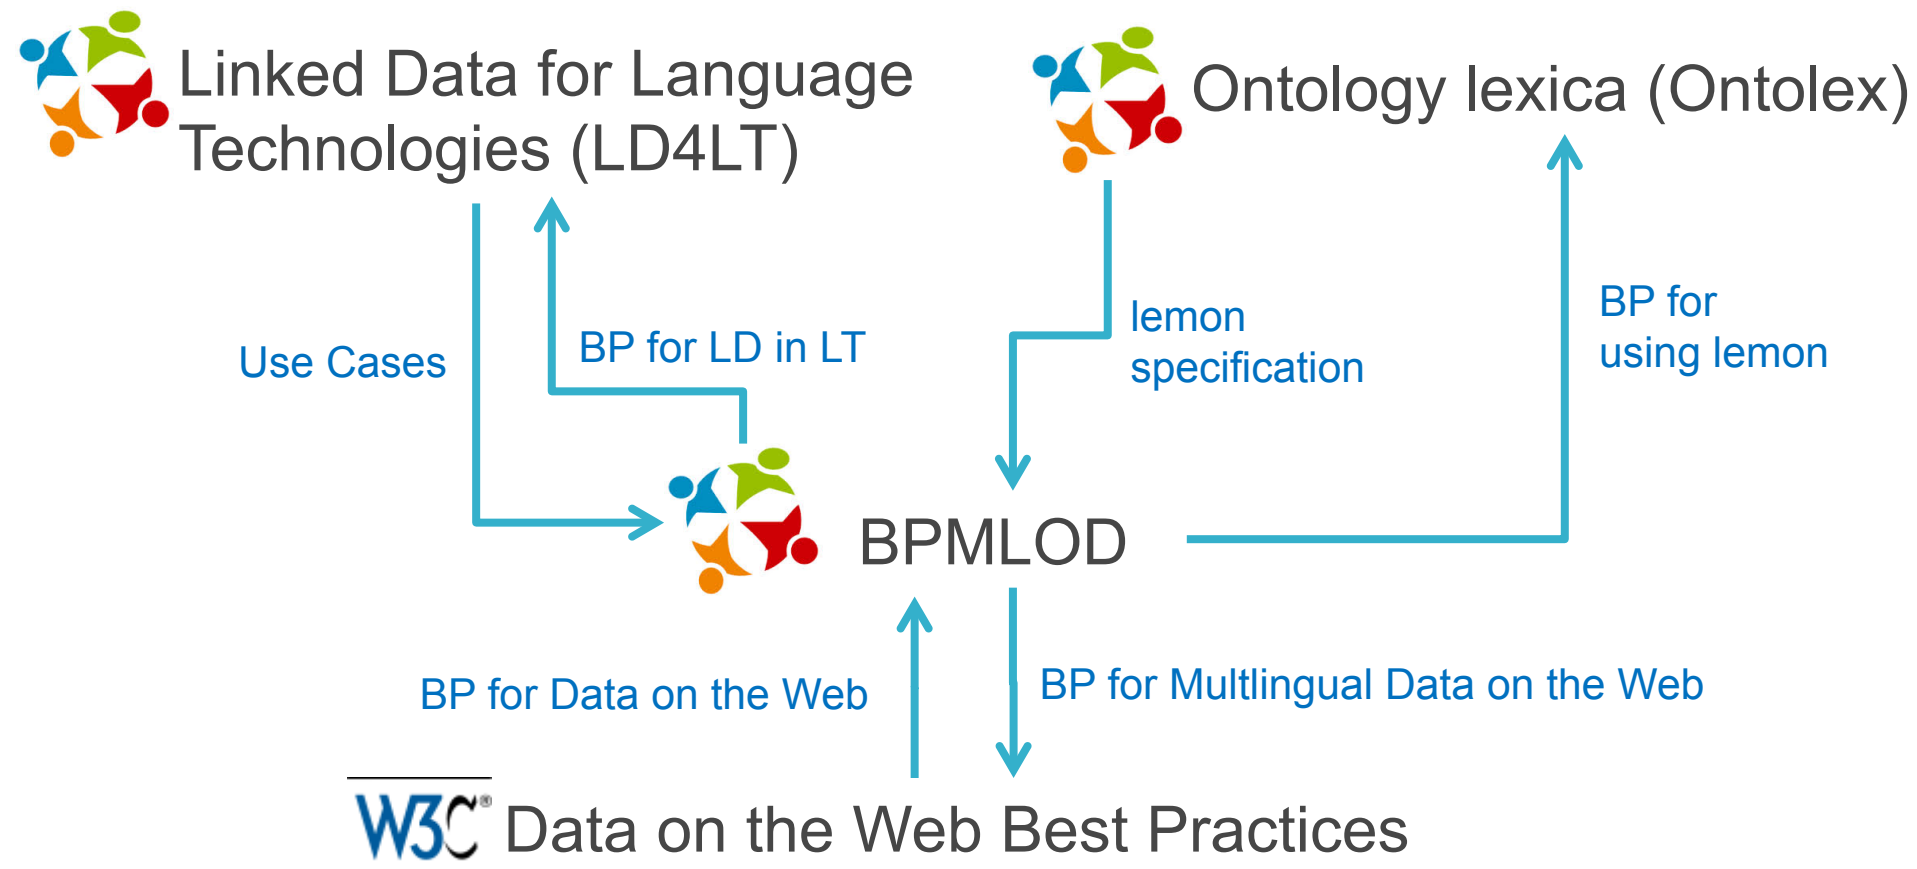 Linked Data for Language
Technologies (LD4LT)
Ontology lexica (Ontolex)
Use Cases
BP for LD in LT
lemon
specification
BP for
using lemon
BPMLOD
BP for Data on the Web
BP for Multlingual Data on the Web
W3C® Data on the Web Best Practices